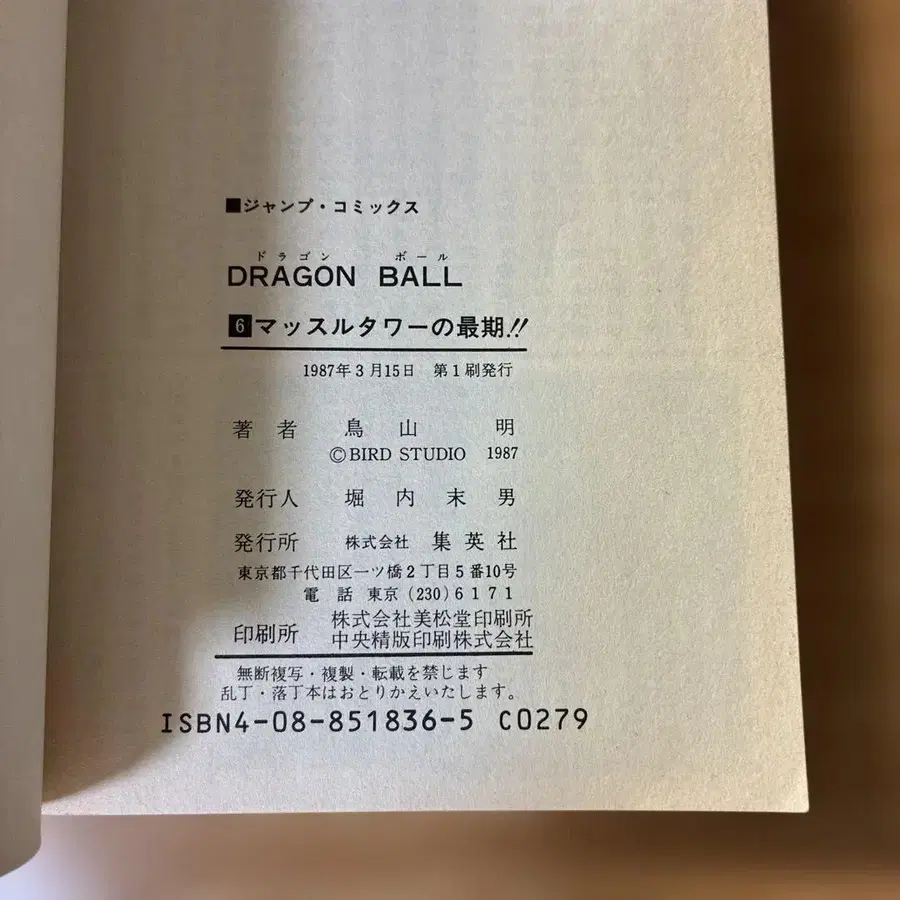 ■ジャンプ・コミックス
ドラゴン ボール
DRAGON BALL
6マッスルタワーの最期!!
1987年3月15日 第1刷発行
著者 鳥山 明
©BIRD STUDIO 1987
発行人 堀内末男
発行所 株式会社 集英社
東京都千代田区一ツ橋2丁目5番10号
電話 東京(230)6171
印刷所 株式会社美松堂印刷所
中央精版印刷株式会社
無断複写・複製・転載を禁じます
乱丁・落丁本はおとりかえいたします。
ISBN4-08-851836-5 C0279